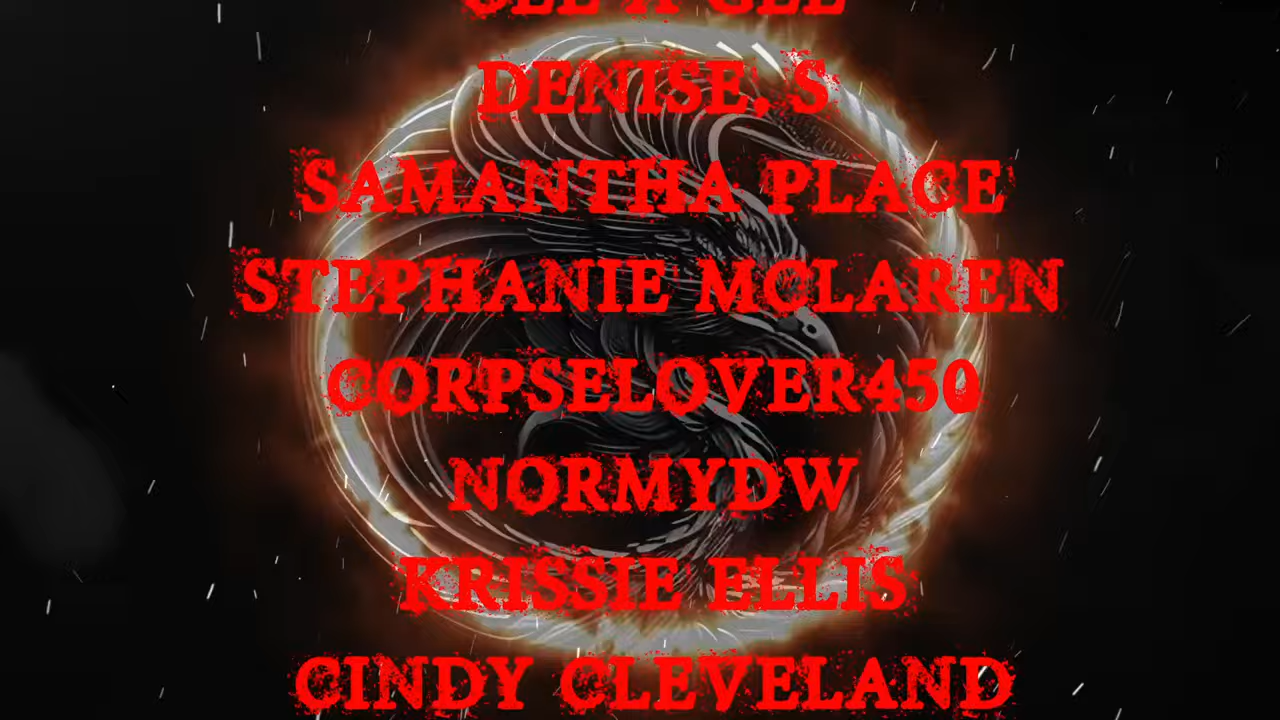 DENISE. S
SAMANTHA PLACE
STEPHANIE MCLAREN
CORPSELOVER450
NORMYDW
KRISSIE ELLIS
CINDY CLEVELAND